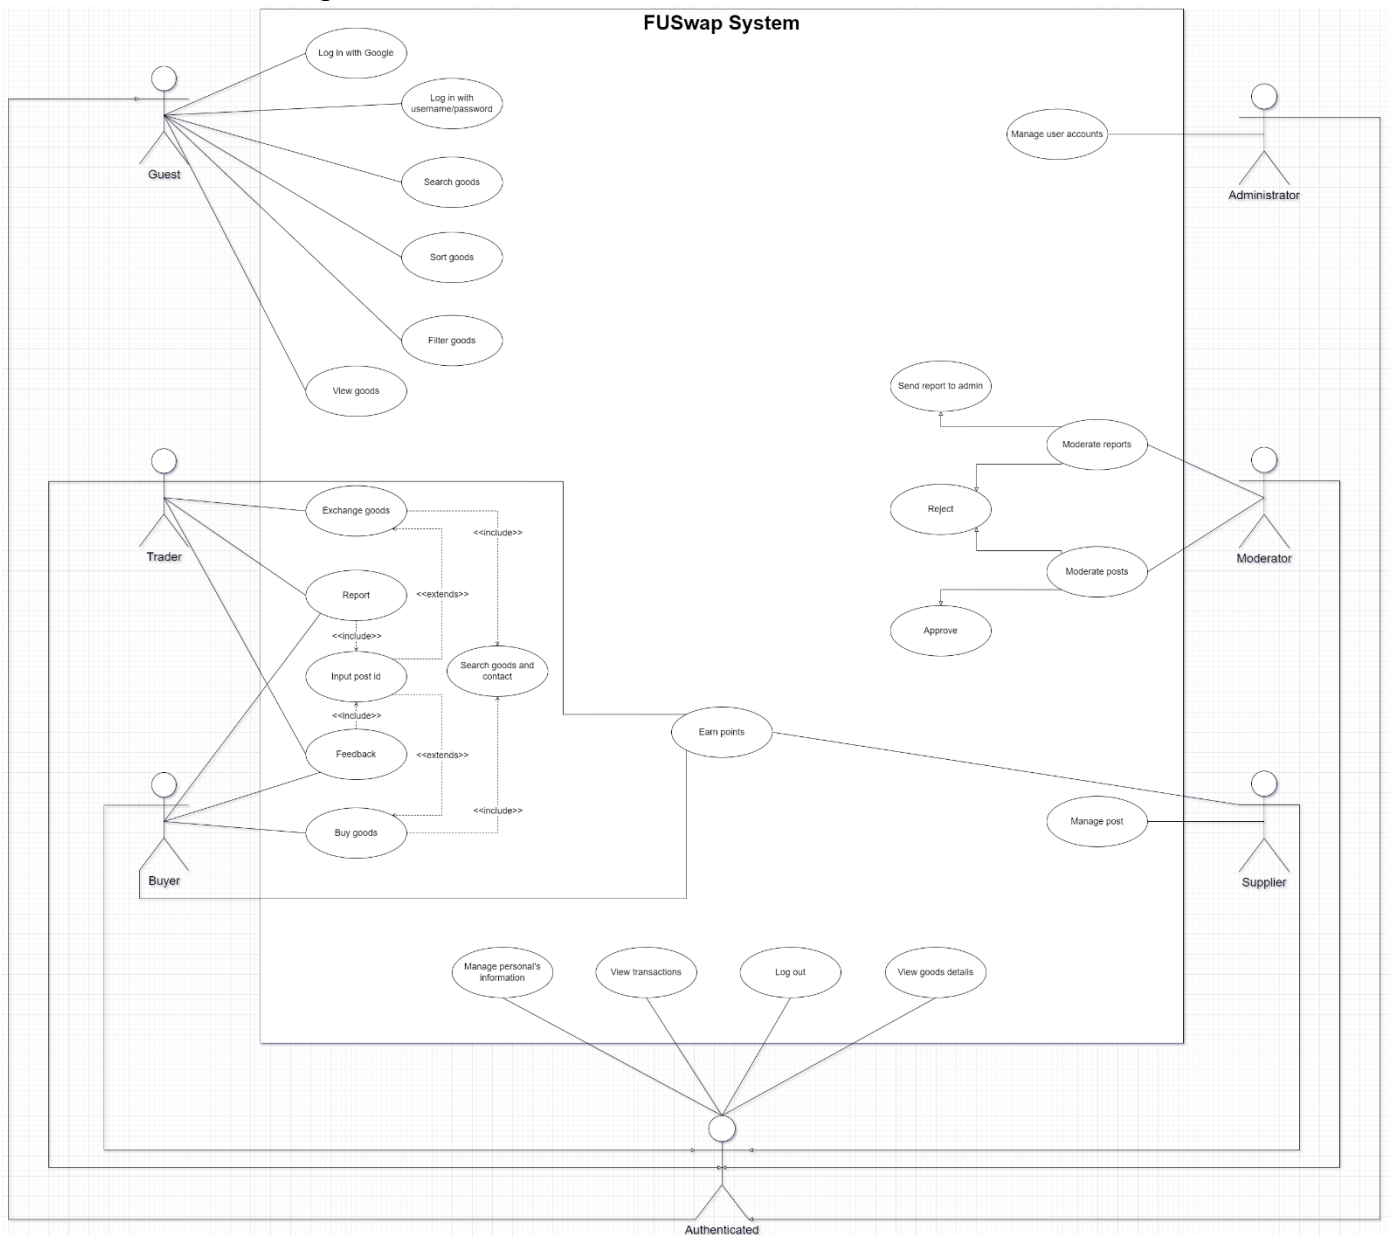 FUSwap System
Log in with Google
Log in with
username/password
Guest
Manage user accounts
Administrator
Search goods
Sort goods
Filter goods
View goods
Send report to admin
Moderate reports
Trader
Exchange goods
<<include>>
Reject
Moderator
Moderate posts
Report
<<extends>>
<<include>>
Approve
Input post id
Search goods and
contact
<<include>>
Earn points
Feedback
<<extends>>
<<include>>
Buy goods
Manage post
Buyer
Supplier
Manage personal's
information
View transactions
Log out
View goods details
Authenticated